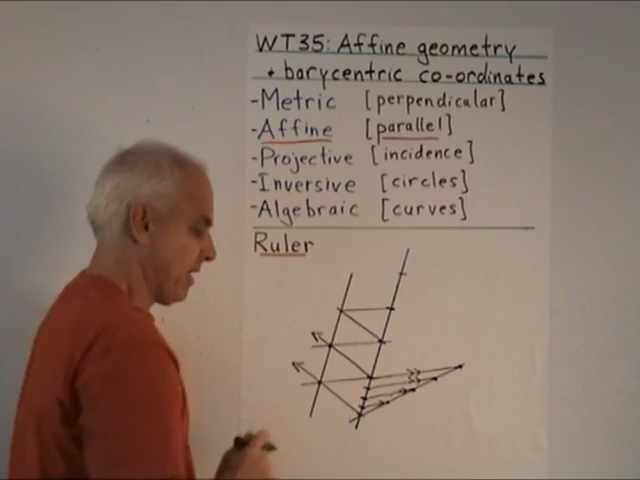 WT35: Affine geometry
+ barycentric co-ordinates
-Metric [perpendicular]
-Affine [parallel]
-Projective [incidence]
-Inversive [circles]
-Algebraic [curves]
Ruler